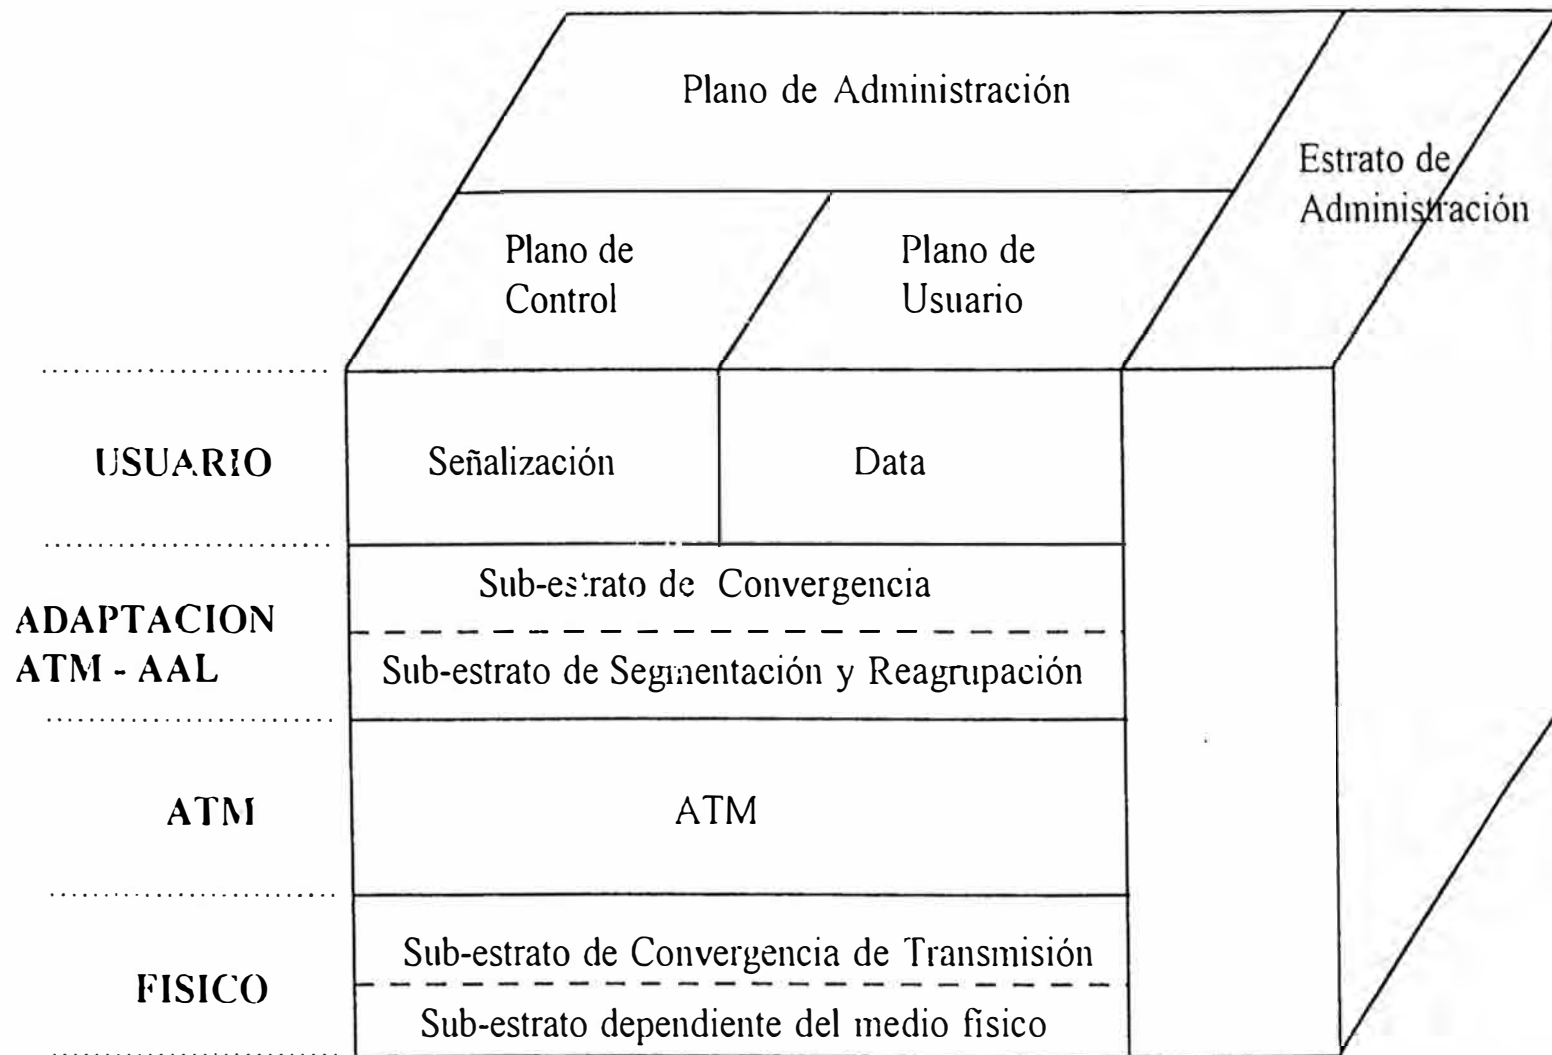 Plano de Administración
Estrato de
Administración
Plano de
Control
Plano de
Usuario
USUARIO
Señalización
Data
ADAPTACION
ATM - AAL
Sub-estrato de Convergencia
Sub-estrato de Segmentación y Reagrupación
ATM
ATM
FISICO
Sub-estrato de Convergencia de Transmisión
Sub-estrato dependiente del medio físico